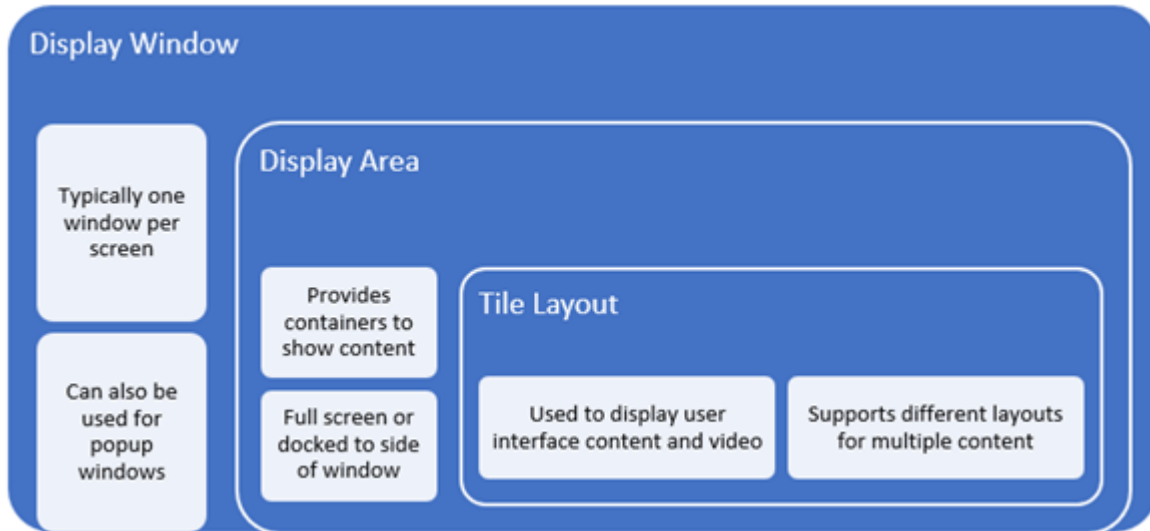 Display Window
Typically one
window per
screen
Can also be
used for
popup
windows
Display Area
Provides
containers to
show content
Full screen or
docked to side
of window
Tile Layout
Used to display user
interface content and video
Supports different layouts
for multiple content